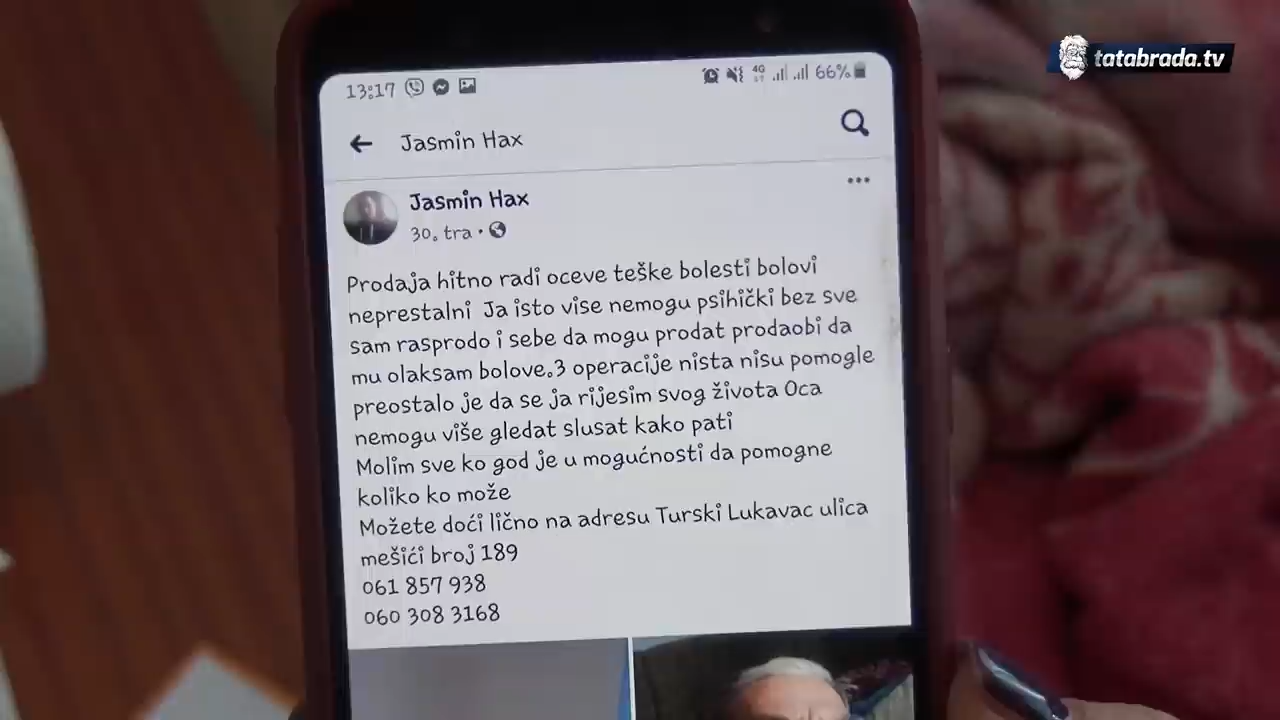 tatabrada.tv
13:17
4G
66%
Jasmin Hax
Jasmin Hax
30. tra
Prodaja hitno radi oceve teške bolesti bolovi
neprestalni Ja isto vise nemogu psihički bez sve
sam rasprodo i sebe da mogu prodat prodaobi da
mu olaksam bolove.3 operacije nista nisu pomogle
preostalo je da se ja rijesim svog života Oca
nemogu više gledat slusat kako pati
Molim sve ko god je u mogućnosti da pomogne
koliko ko može
Možete doći lično na adresu Turski Lukavac ulica
mešići broj 189
061 857 938
060 308 3168